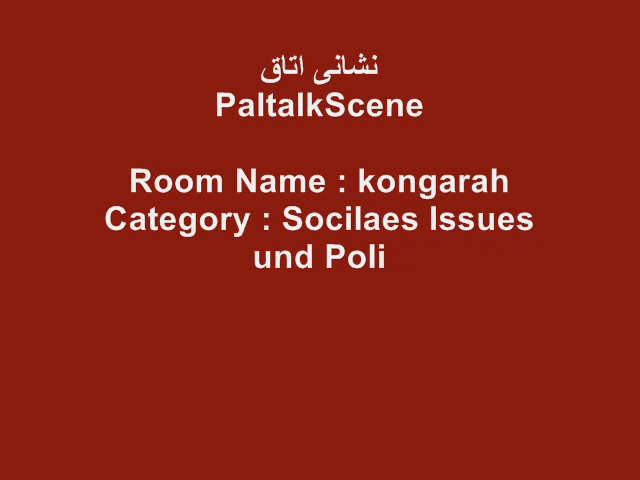 نشانی اتاق
PaltalkScene
Room Name : kongarah
Category : Socilaes Issues
und Poli